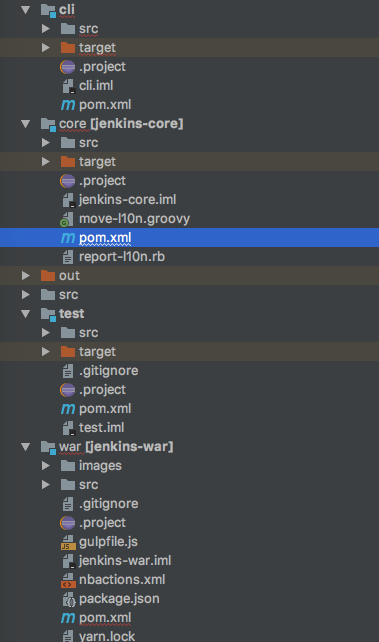 cli
src
target
.project
cli.iml
pom.xml
core [jenkins-core]
src
target
.project
jenkins-core.iml
move-l10n.groovy
pom.xml
report-l10n.rb
out
src
test
src
target
.gitignore
.project
pom.xml
test.iml
war [jenkins-war]
images
src
.gitignore
.project
gulpfile.js
jenkins-war.iml
nbactions.xml
package.json
pom.xml
yarn.lock